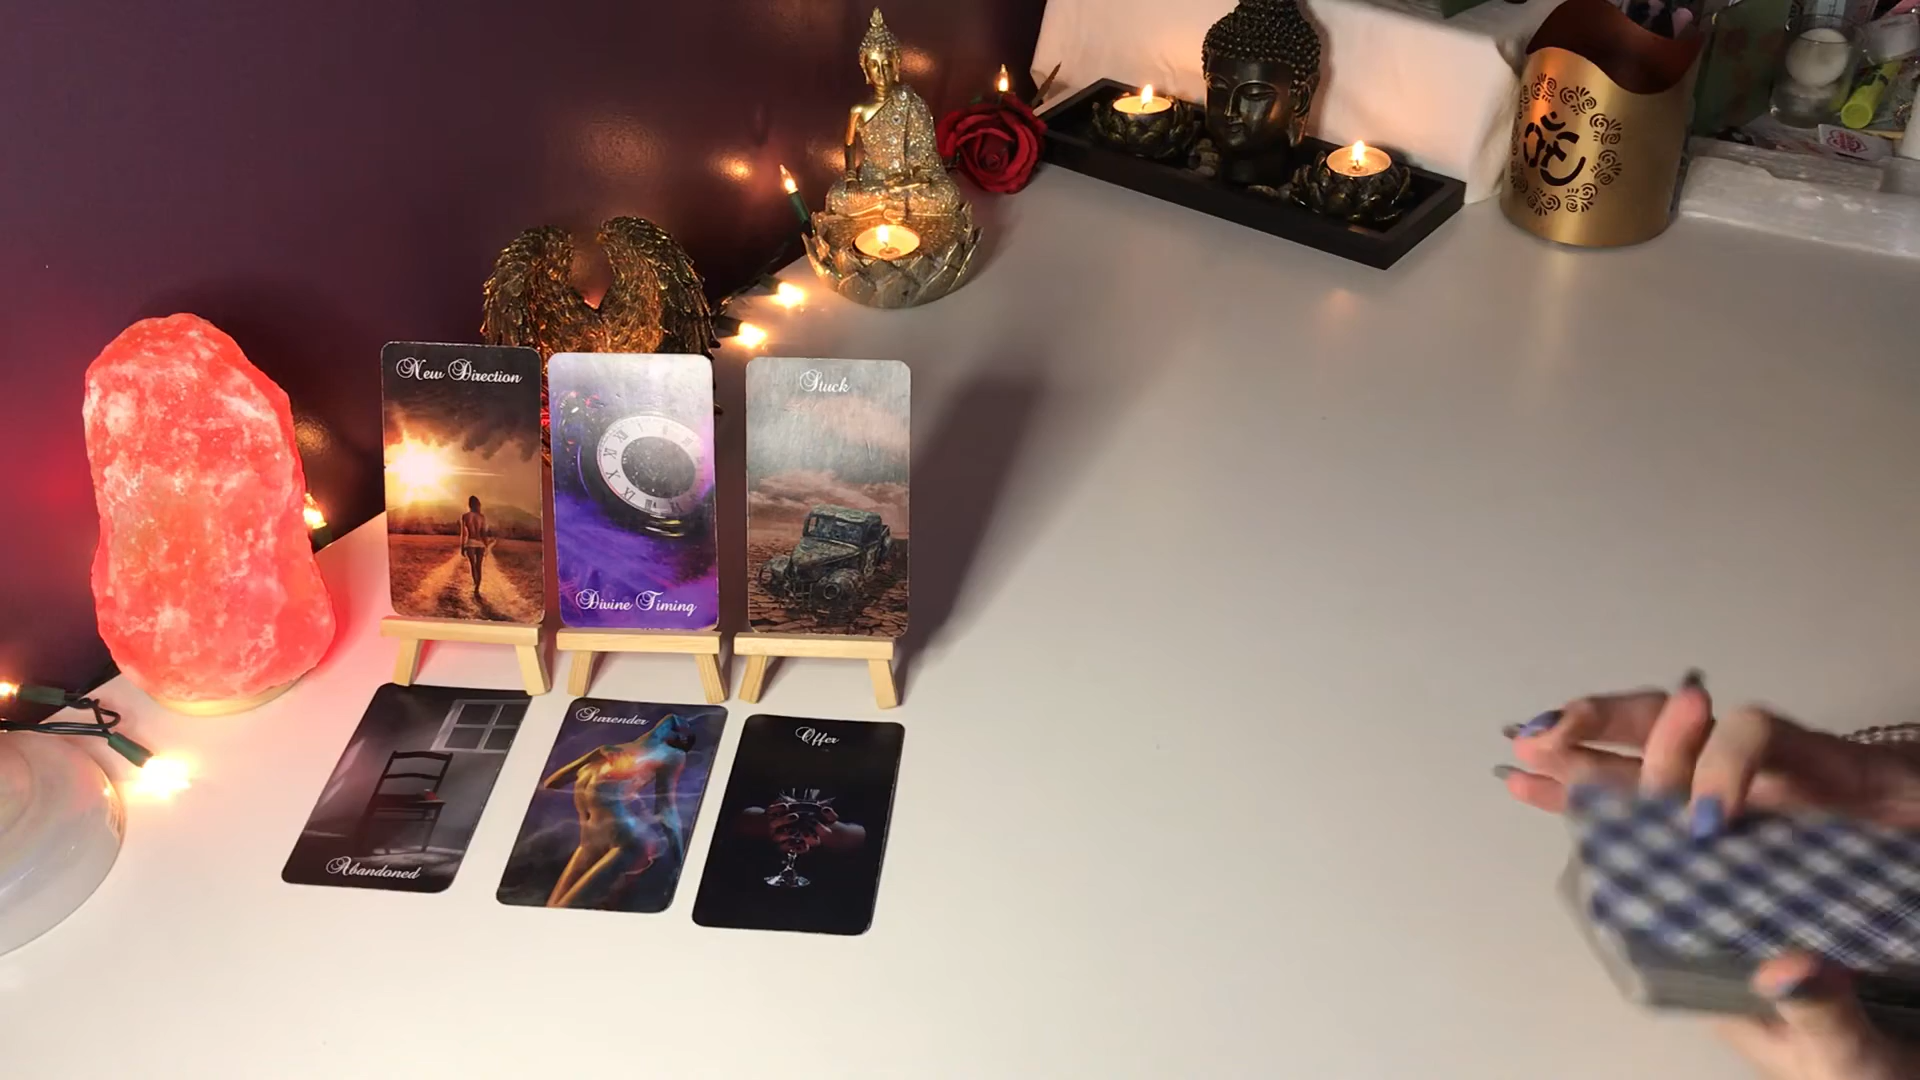 New Direction
Divine Timing
Stuck
Abandoned
Surrender
Offer
ॐ